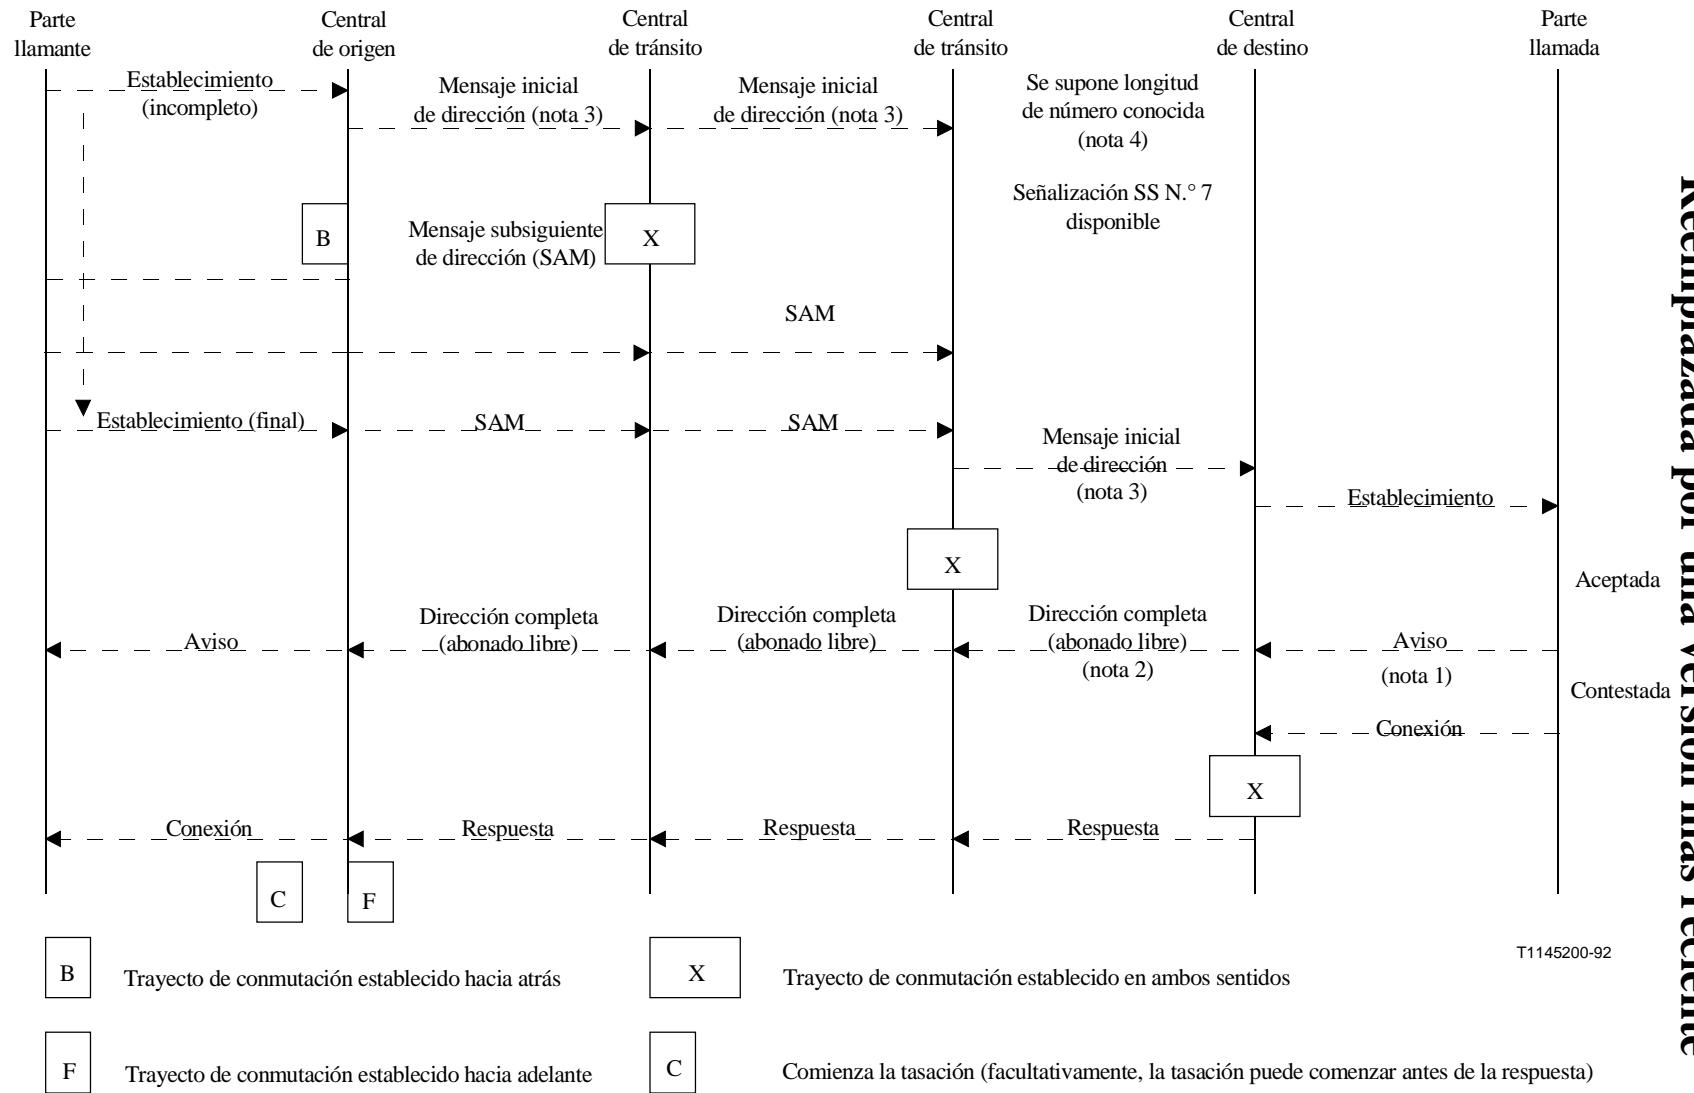 Parte
llamante
Central
de origen
Central
de tránsito
Central
de tránsito
Central
de destino
Parte
llamada
Establecimiento
(incompleto)
Mensaje inicial
de dirección (nota 3)
Mensaje inicial
de dirección (nota 3)
Se supone longitud
de número conocida
(nota 4)
Señalización SS N.° 7
disponible
B
Mensaje subsiguiente
de dirección (SAM)
X
SAM
Establecimiento (final)
SAM
SAM
Mensaje inicial
de dirección
(nota 3)
Establecimiento
X
Aceptada
Aviso
Dirección completa
(abonado libre)
Dirección completa
(abonado libre)
Dirección completa
(abonado libre)
(nota 2)
Aviso
(nota 1)
Contestada
Conexión
X
Conexión
Respuesta
Respuesta
Respuesta
C
F
B
Trayecto de conmutación establecido hacia atrás
X
Trayecto de conmutación establecido en ambos sentidos
T1145200-92
F
Trayecto de conmutación establecido hacia adelante
C
Comienza la tasación (facultativamente, la tasación puede comenzar antes de la respuesta)
Reemplazada por una versión más reciente